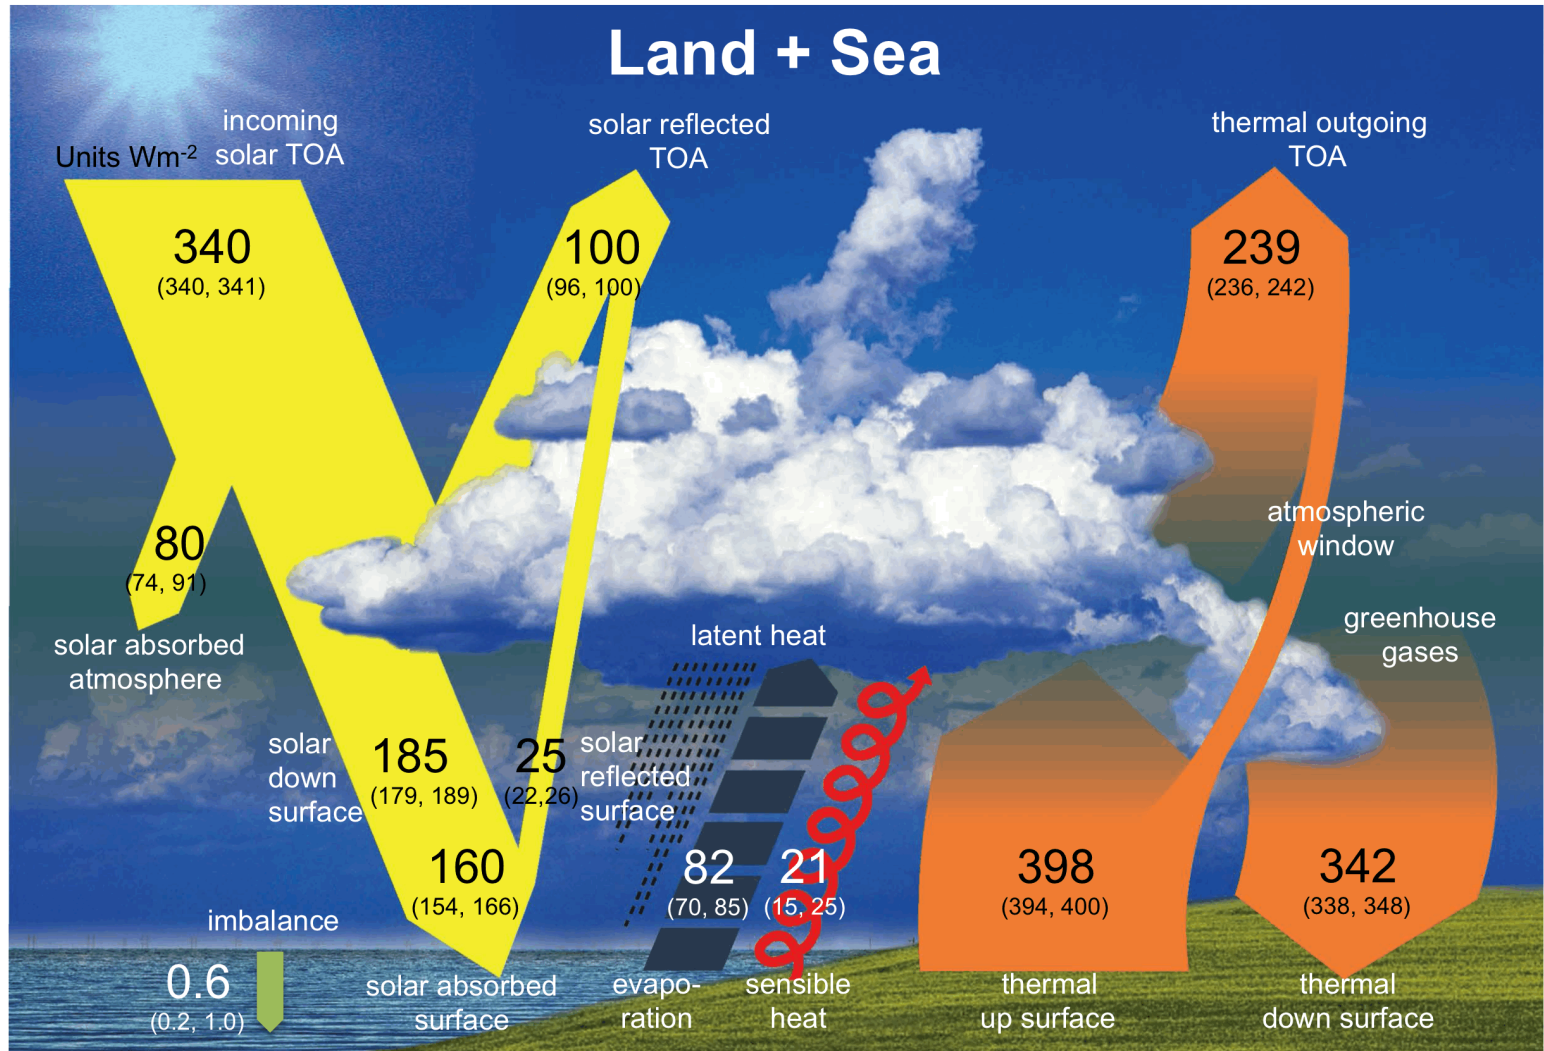 Land + Sea
incoming
solar TOA
Units Wm-2
solar reflected
TOA
thermal outgoing
TOA
340
(340, 341)
100
(96, 100)
239
(236, 242)
atmospheric
window
80
(74, 91)
solar absorbed
atmosphere
greenhouse
gases
latent heat
solar
down
surface
185
(179, 189)
25
(22,26)
solar
reflected
surface
160
(154, 166)
82
(70, 85)
21
(15, 25)
398
(394, 400)
342
(338, 348)
imbalance
0.6
(0.2, 1.0)
solar absorbed
surface
evapo-
ration
sensible
heat
thermal
up surface
thermal
down surface